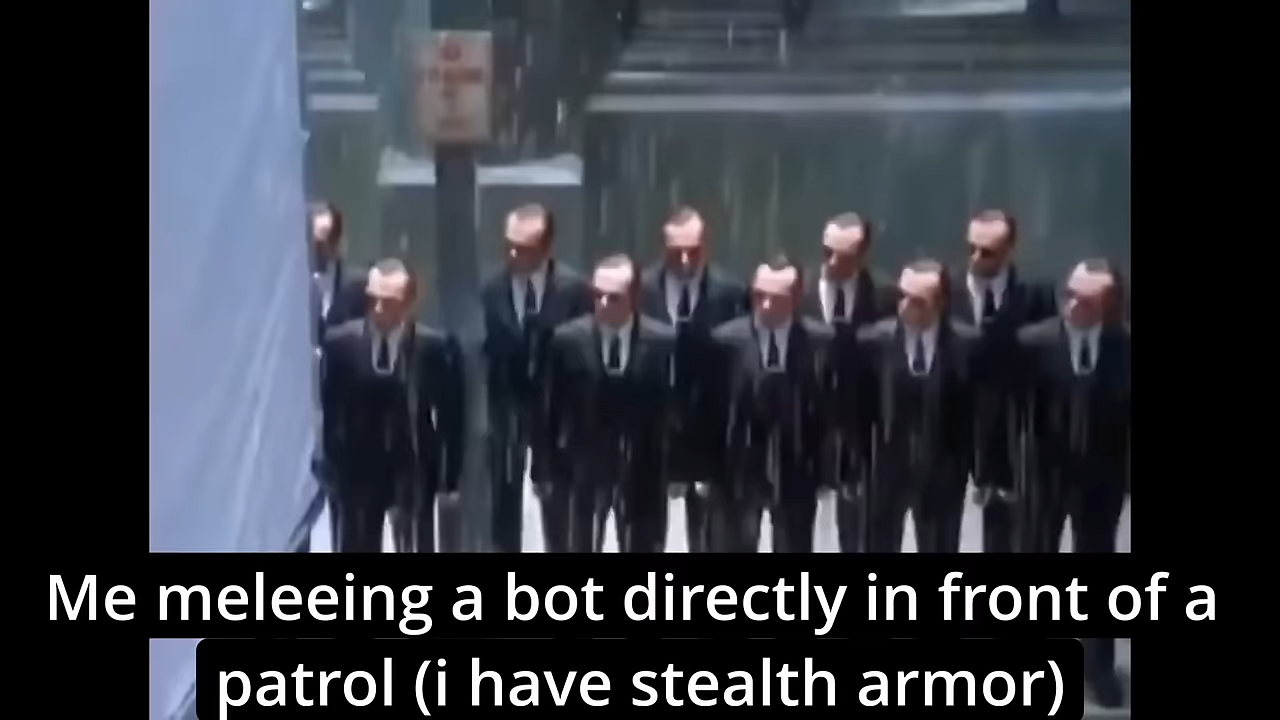 Me meleeing a bot directly in front of a
patrol (i have stealth armor)